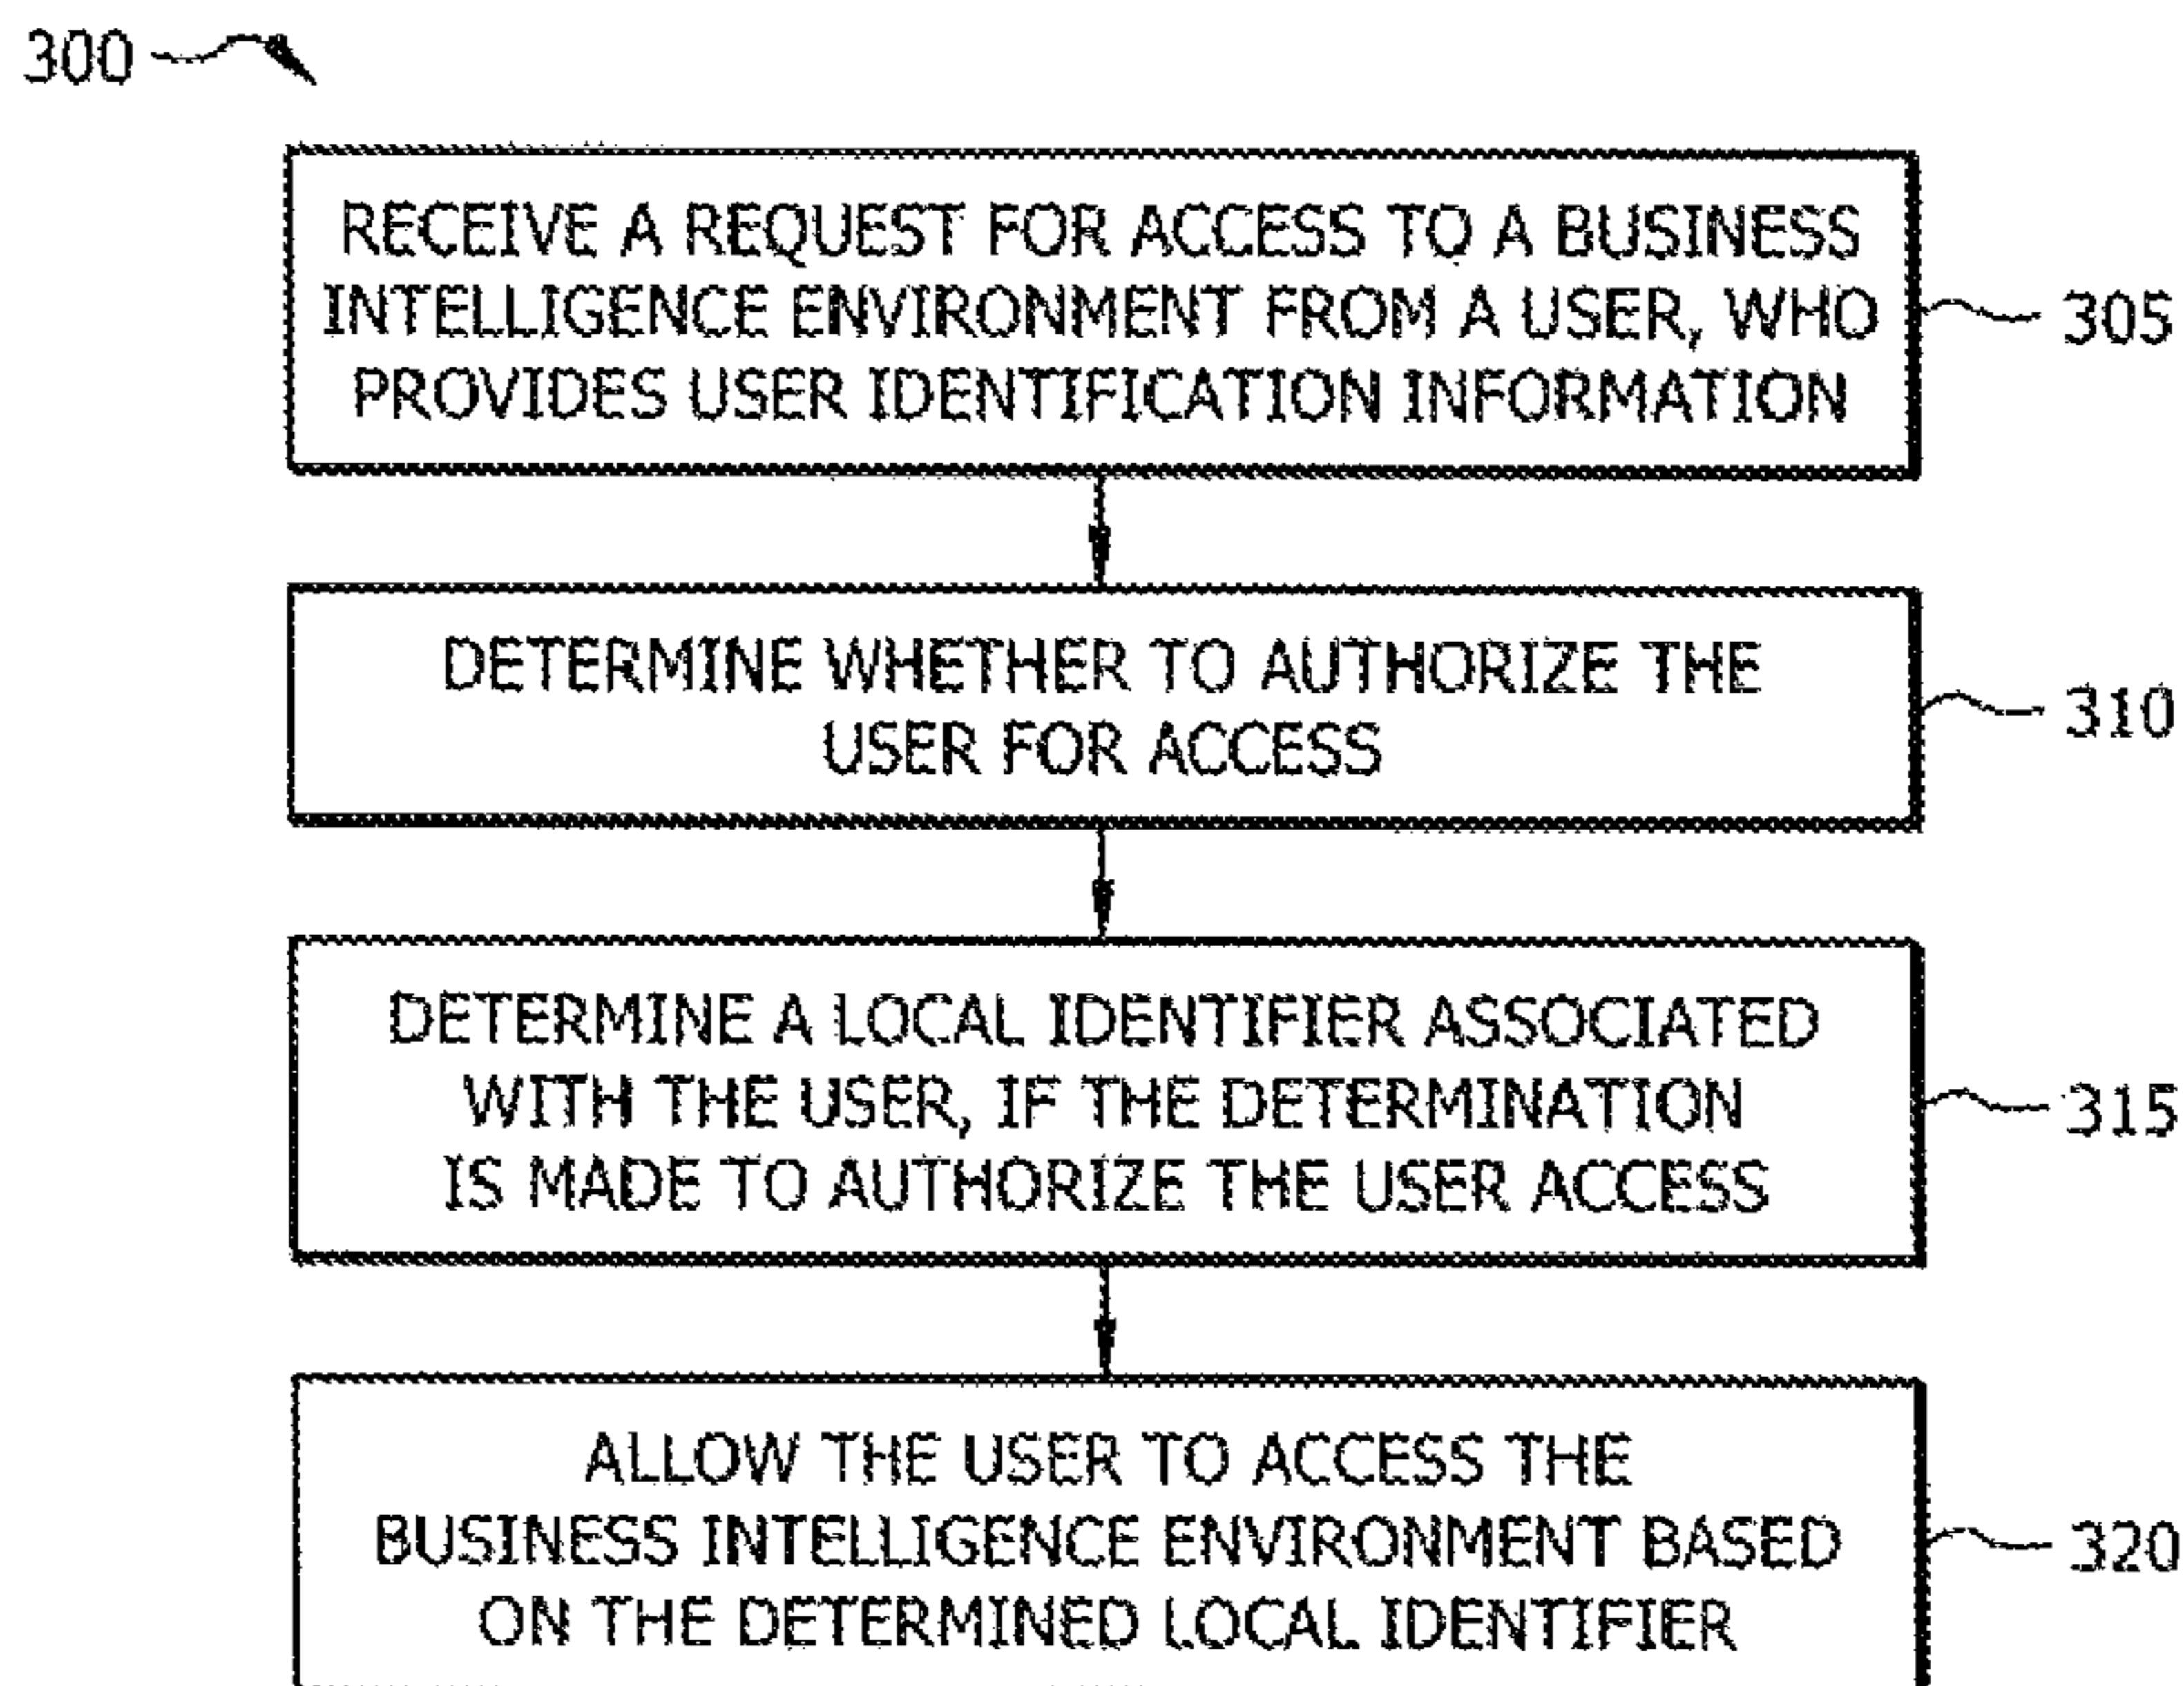 300
RECEIVE A REQUEST FOR ACCESS TO A BUSINESS
INTELLIGENCE ENVIRONMENT FROM A USER, WHO
PROVIDES USER IDENTIFICATION INFORMATION
305
DETERMINE WHETHER TO AUTHORIZE THE
USER FOR ACCESS
310
DETERMINE A LOCAL IDENTIFIER ASSOCIATED
WITH THE USER, IF THE DETERMINATION
IS MADE TO AUTHORIZE THE USER ACCESS
315
ALLOW THE USER TO ACCESS THE
BUSINESS INTELLIGENCE ENVIRONMENT BASED
ON THE DETERMINED LOCAL IDENTIFIER
320